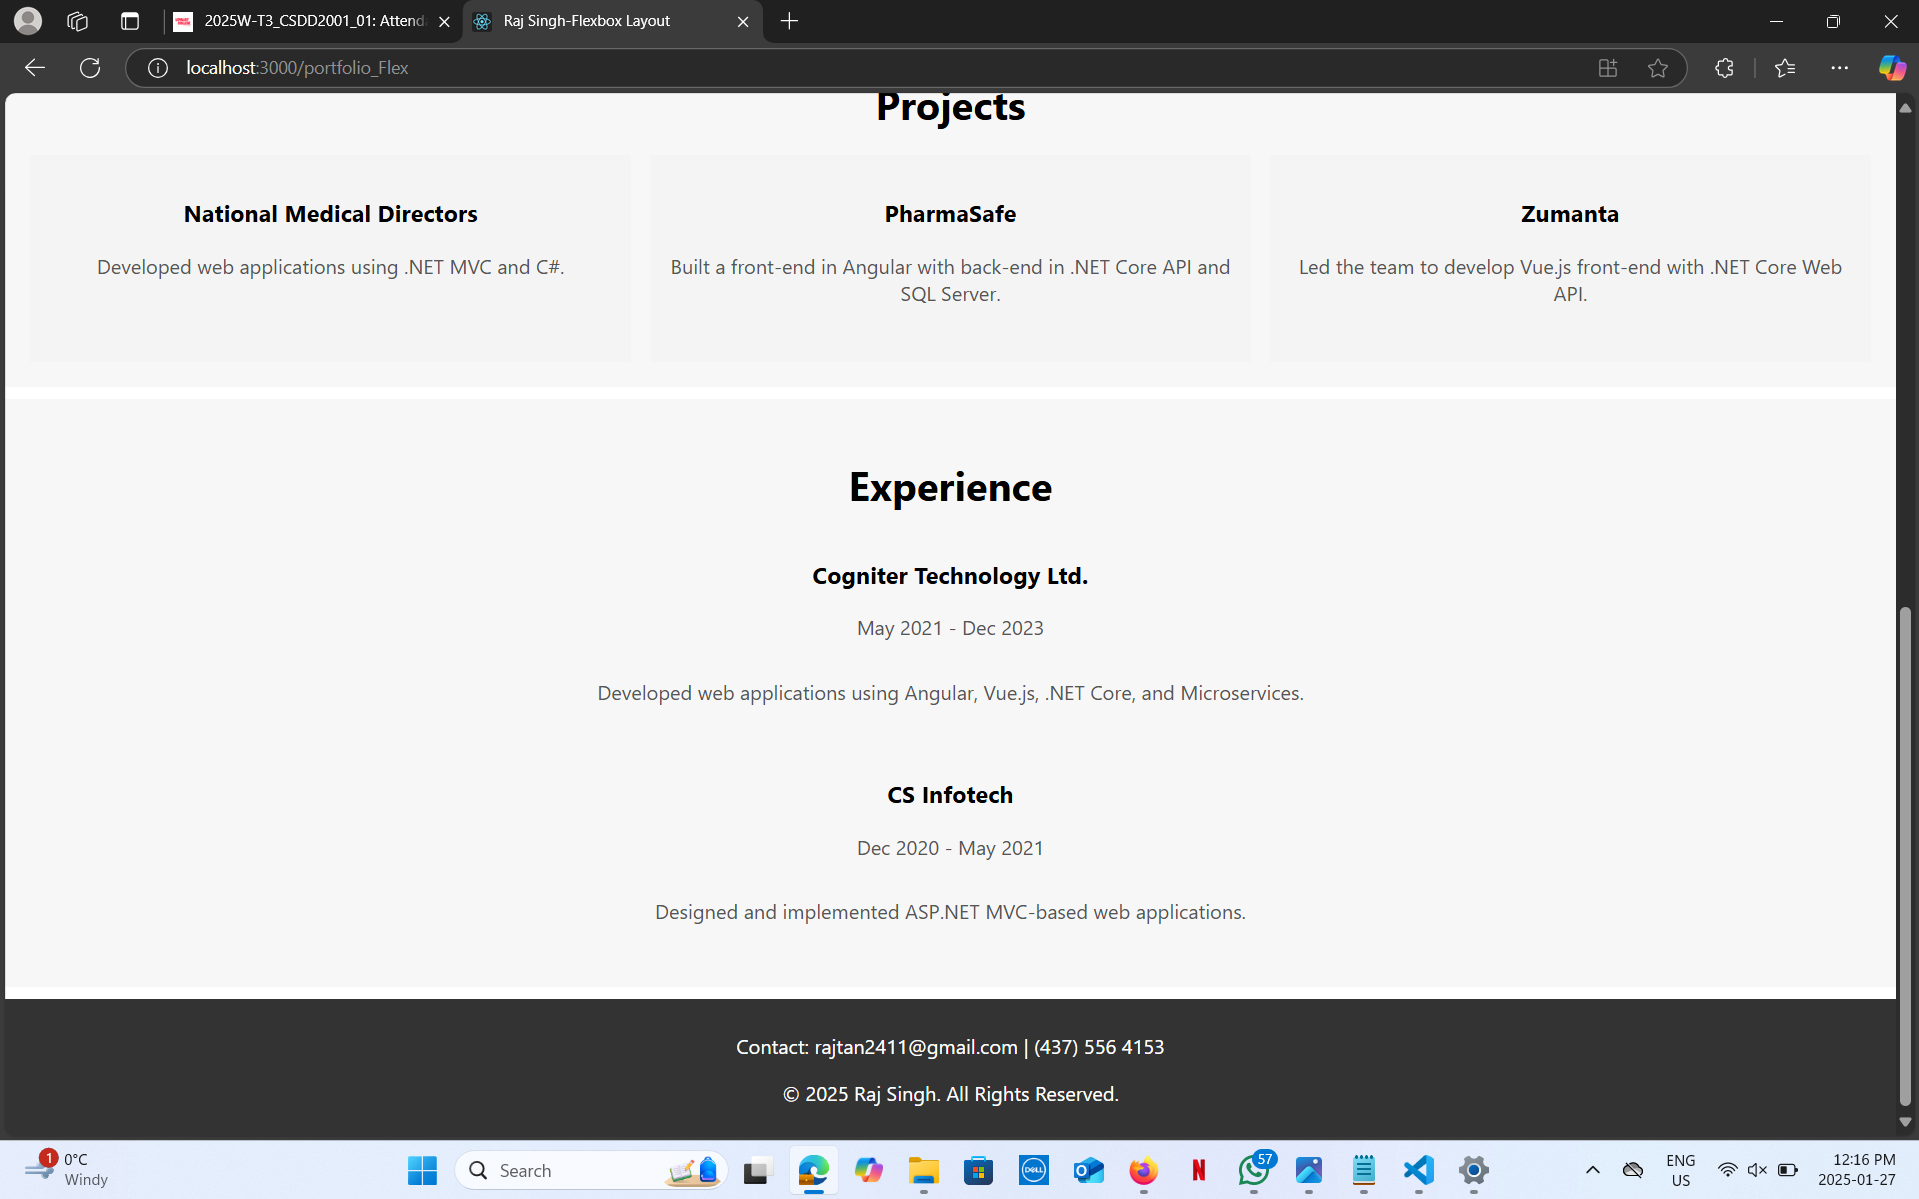 2025W-T3_CSDD2001_01: Attend
Raj Singh-Flexbox Layout
localhost:3000/portfolio_Flex
Projects
National Medical Directors
Developed web applications using .NET MVC and C#.
PharmaSafe
Built a front-end in Angular with back-end in .NET Core API and
SQL Server.
Zumanta
Led the team to develop Vue.js front-end with .NET Core Web
API.
Experience
Cogniter Technology Ltd.
May 2021 - Dec 2023
Developed web applications using Angular, Vue.js, .NET Core, and Microservices.
CS Infotech
Dec 2020 - May 2021
Designed and implemented ASP.NET MVC-based web applications.
Contact: rajtan2411@gmail.com | (437) 556 4153
© 2025 Raj Singh. All Rights Reserved.
1
0°C
Windy
Search
DELL
O
N
57
ENG
US
12:16 PM
2025-01-27